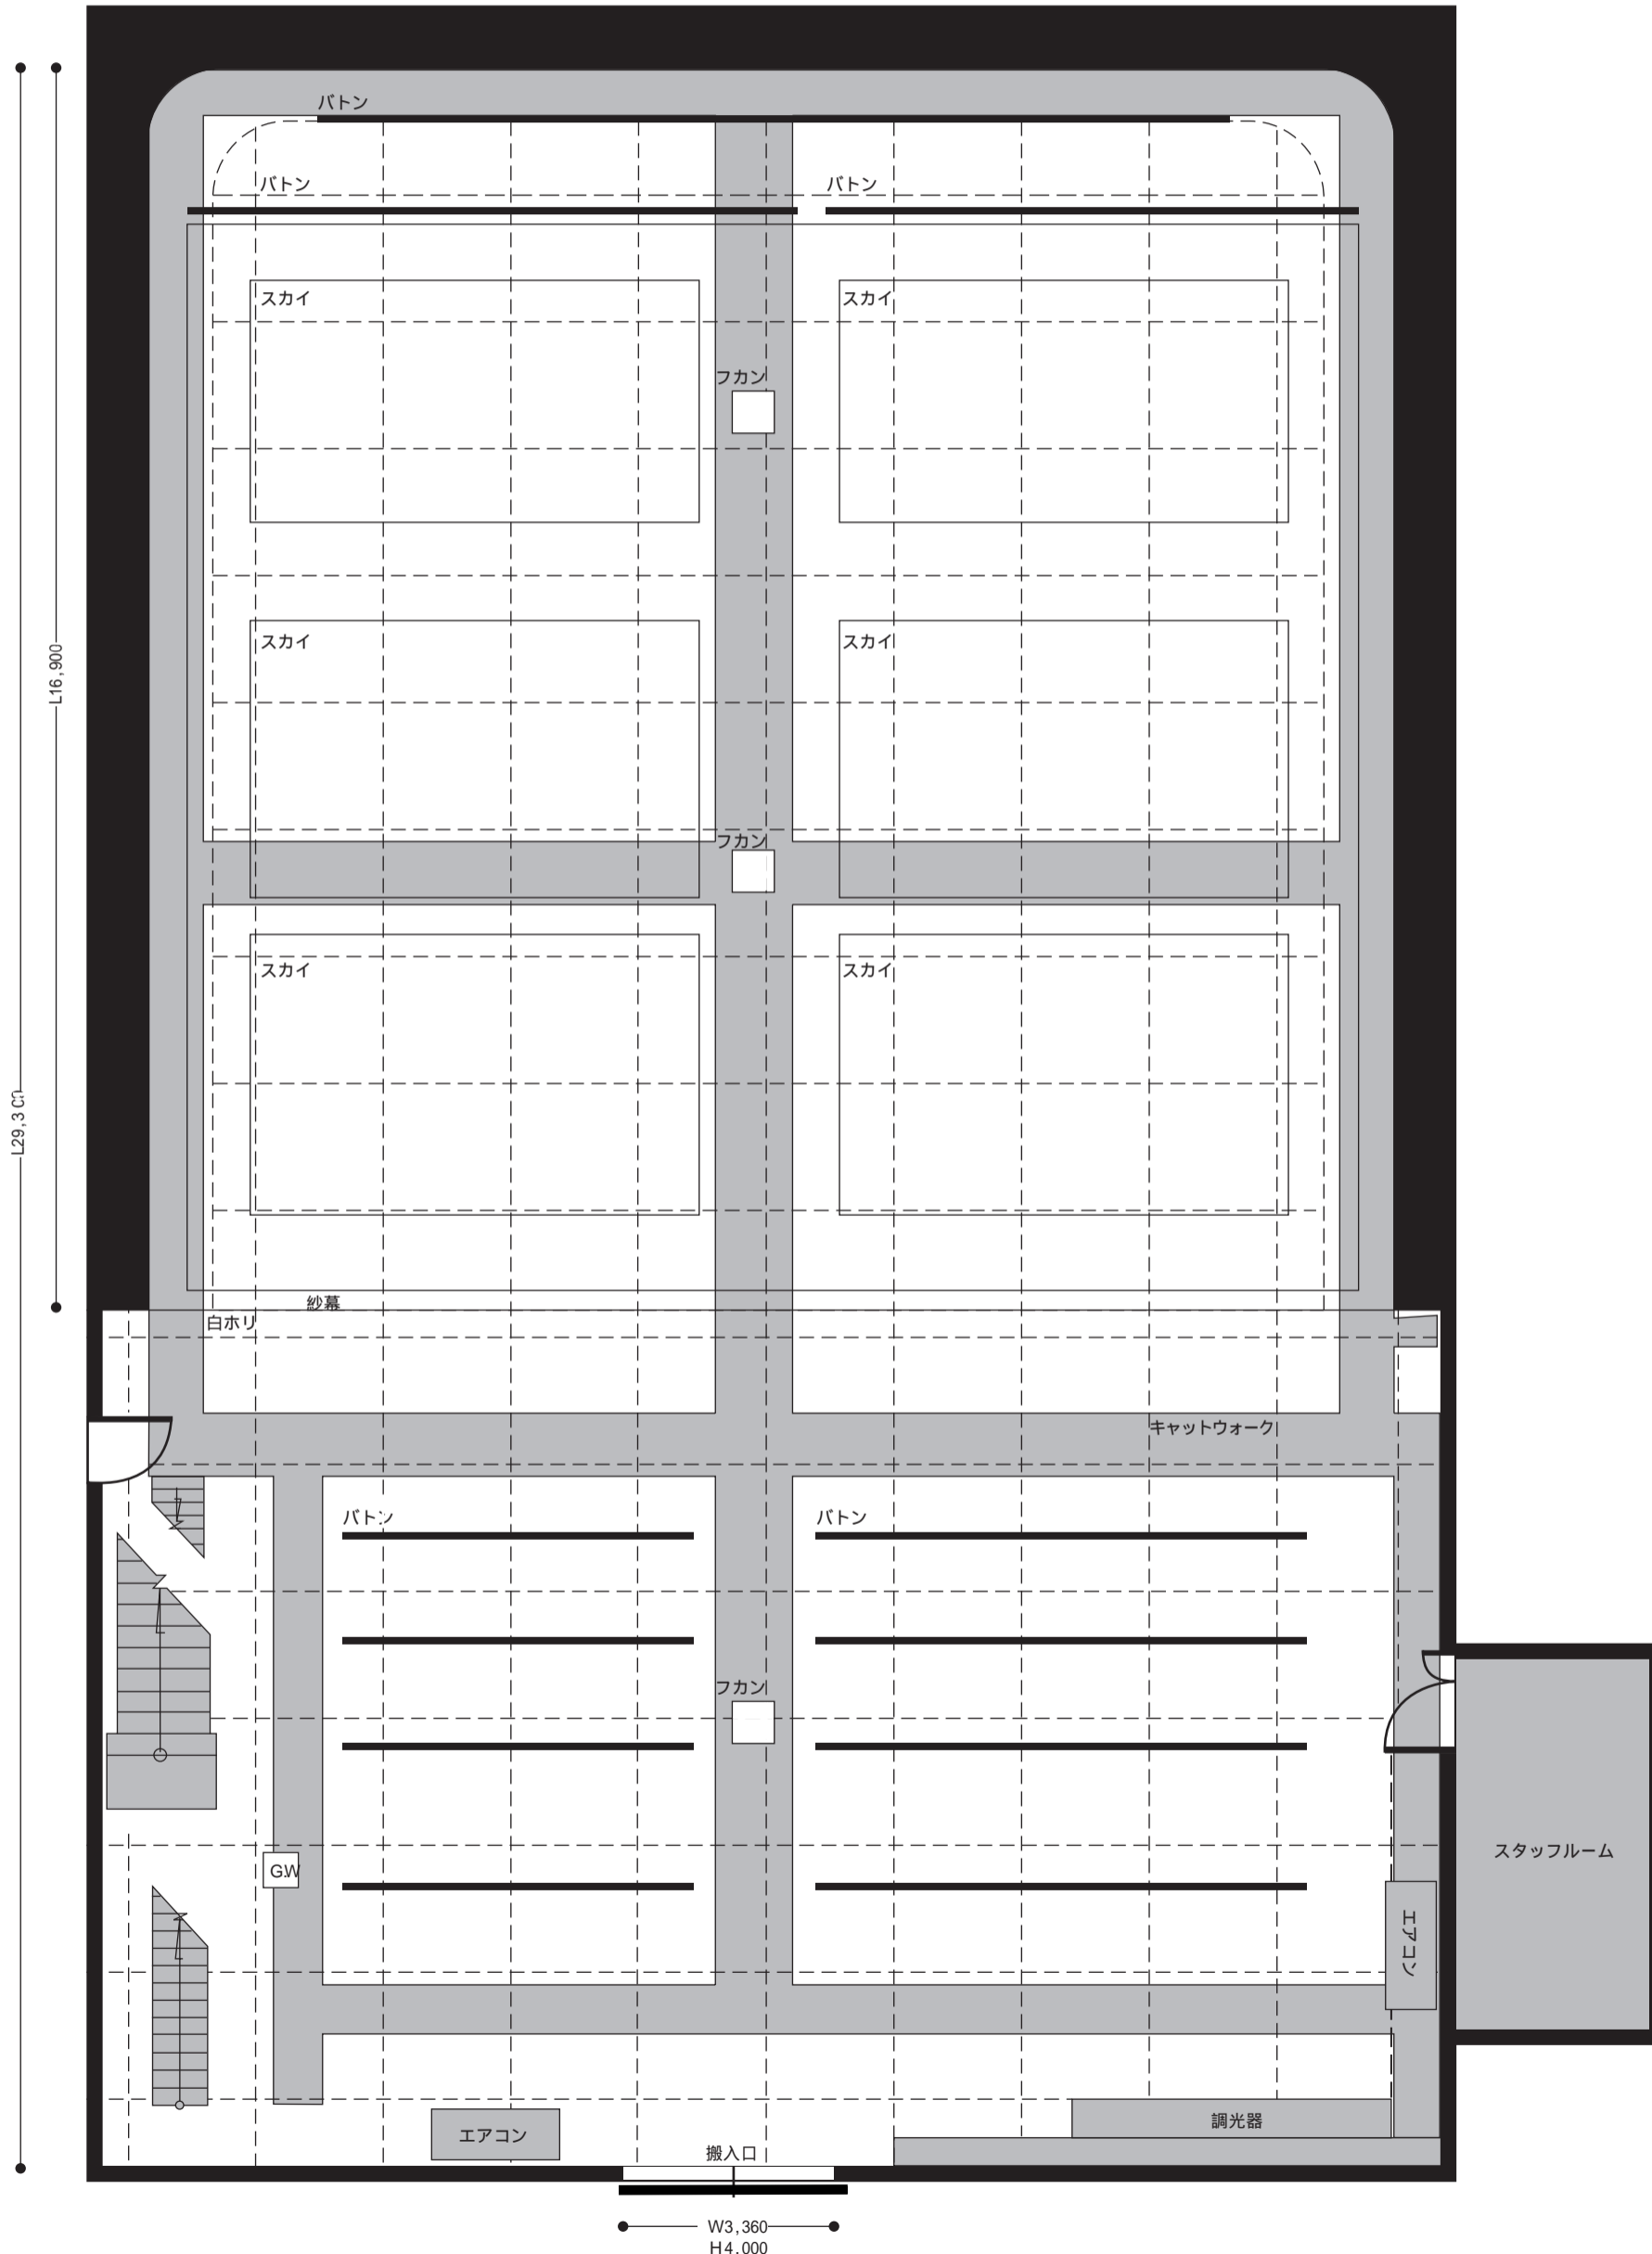 バトン
バトン
バトン
スカイ
スカイ
フカン
スカイ
スカイ
L16,900
フカン
スカイ
スカイ
紗幕
白ホリ
キャットウォーク
バトン
バトン
フカン
スタッフルーム
G.W
エアコン
調光器
エアコン
搬入口
W3,360
H4,000